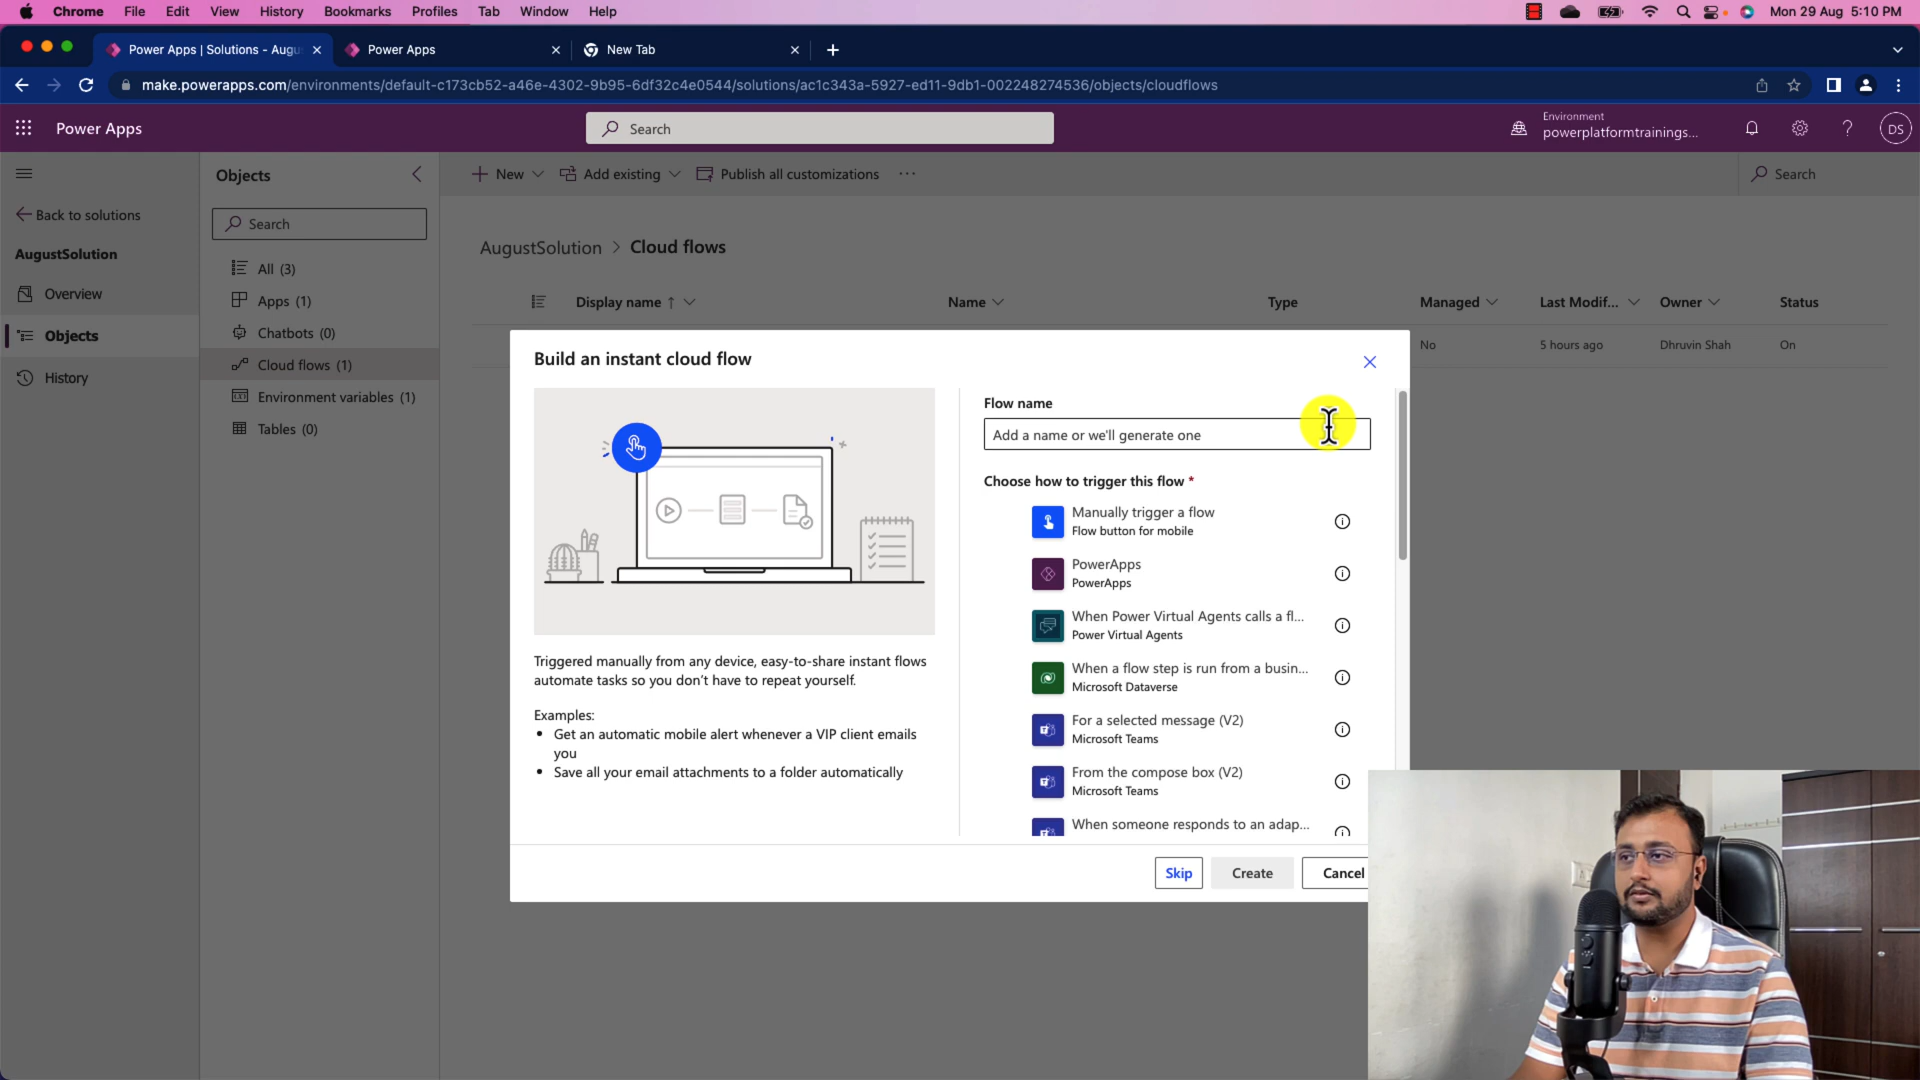 Chrome File Edit View History Bookmarks Profiles Tab Window Help Mon 29 Aug 5:10 PM
Power Apps | Solutions - Augu Power Apps New Tab
make.powerapps.com/environments/default-c173cb52-a46e-4302-9b95-6df32c4e0544/solutions/ac1c343a-5927-ed11-9db1-002248274536/objects/cloudflows
Power Apps Search Environment
powerplatformtrainings... DS
Objects
Search
New Add existing Publish all customizations ··· Search
Back to solutions
AugustSolution
Overview
Objects
History
All (3)
Apps (1)
Chatbots (0)
Cloud flows (1)
Environment variables (1)
Tables (0)
AugustSolution > Cloud flows
Display name ↑ Name Type Managed Last Modif... Owner Status
No 5 hours ago Dhruvin Shah On
Build an instant cloud flow
Triggered manually from any device, easy-to-share instant flows
automate tasks so you don't have to repeat yourself.
Examples:
• Get an automatic mobile alert whenever a VIP client emails
you
• Save all your email attachments to a folder automatically
Flow name
Add a name or we'll generate one
Choose how to trigger this flow *
Manually trigger a flow
Flow button for mobile
PowerApps
PowerApps
When Power Virtual Agents calls a fl...
Power Virtual Agents
When a flow step is run from a busin...
Microsoft Dataverse
For a selected message (V2)
Microsoft Teams
From the compose box (V2)
Microsoft Teams
When someone responds to an adap...
Skip Create Cancel